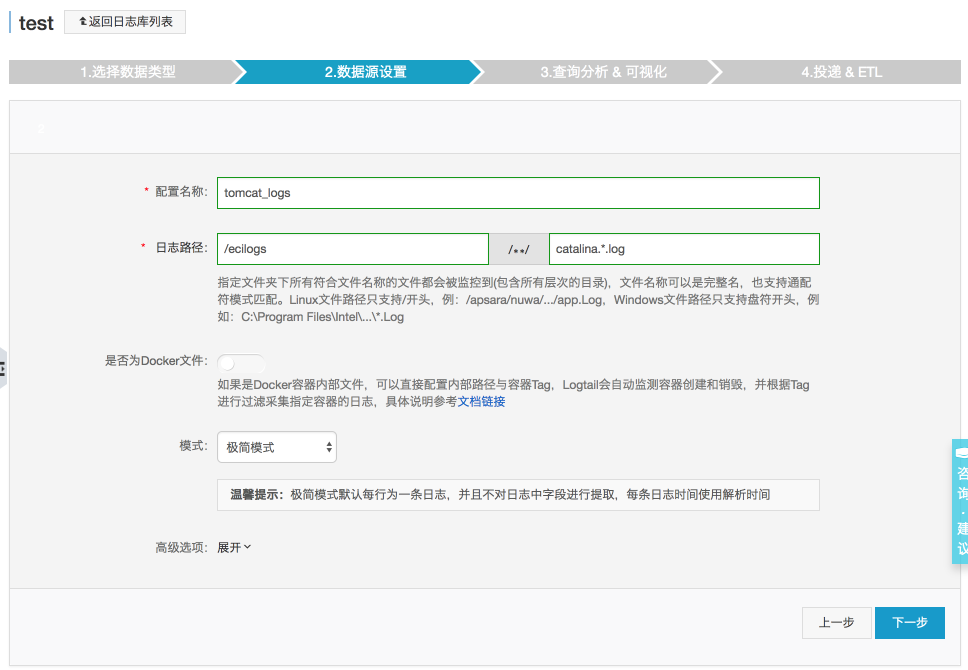 test
返回日志库列表
1.选择数据类型
2.数据源设置
3.查询分析 & 可视化
4.投递 & ETL
* 配置名称:
tomcat_logs
* 日志路径:
/ecilogs
/**/
catalina.*.log
指定文件夹下所有符合文件名称的文件都会被监控到(包含所有层次的目录)，文件名称可以是完整名，也支持通配
符模式匹配。Linux文件路径只支持/开头，例：/apsara/nuwa/.../app.Log，Windows文件路径只支持盘符开头，例
如：C:\Program Files\Intel\...\*.Log
是否为Docker文件:
如果是Docker容器内部文件，可以直接配置内部路径与容器Tag，Logtail会自动监测容器创建和销毁，并根据Tag
进行过滤采集指定容器的日志，具体说明参考文档链接
模式:
极简模式
温馨提示：极简模式默认每行为一条日志，并且不对日志中字段进行提取，每条日志时间使用解析时间
高级选项:
展开
咨
询
·
建
议
上一步
下一步